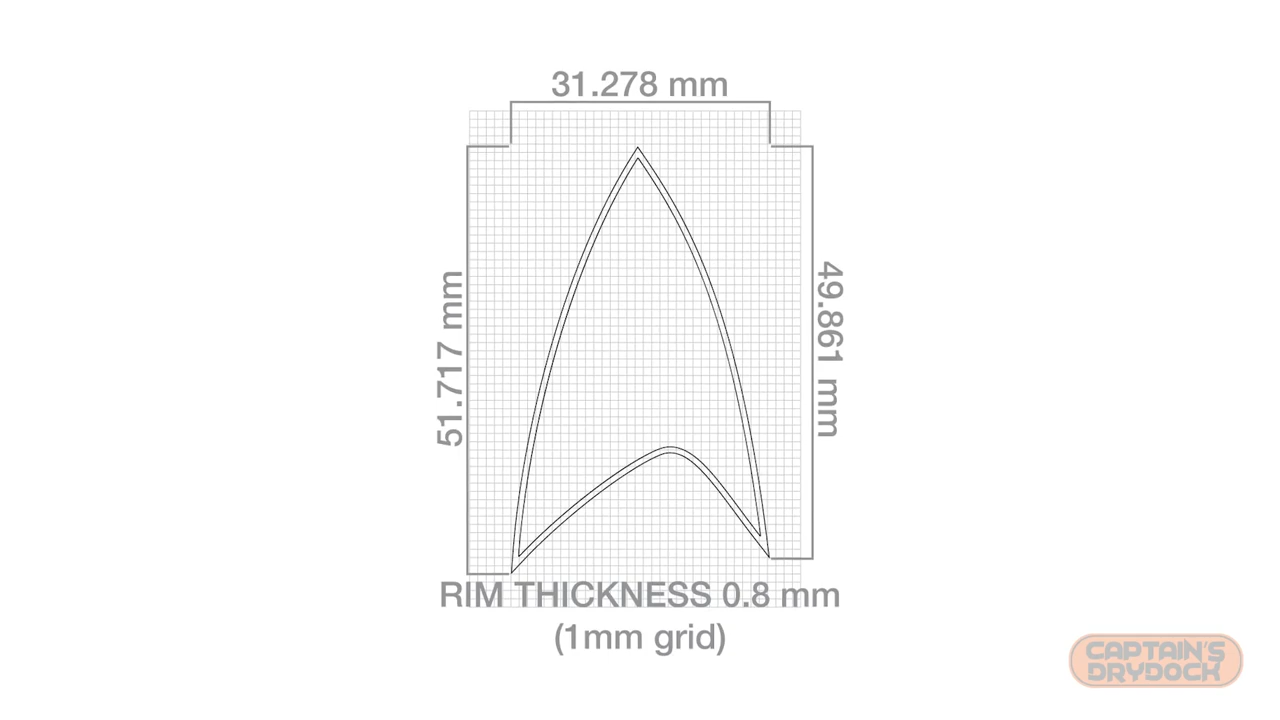 31.278 mm
51.717 mm
49.861 mm
RIM THICKNESS 0.8 mm
(1mm grid)
CAPTAIN'S
DRYDOCK